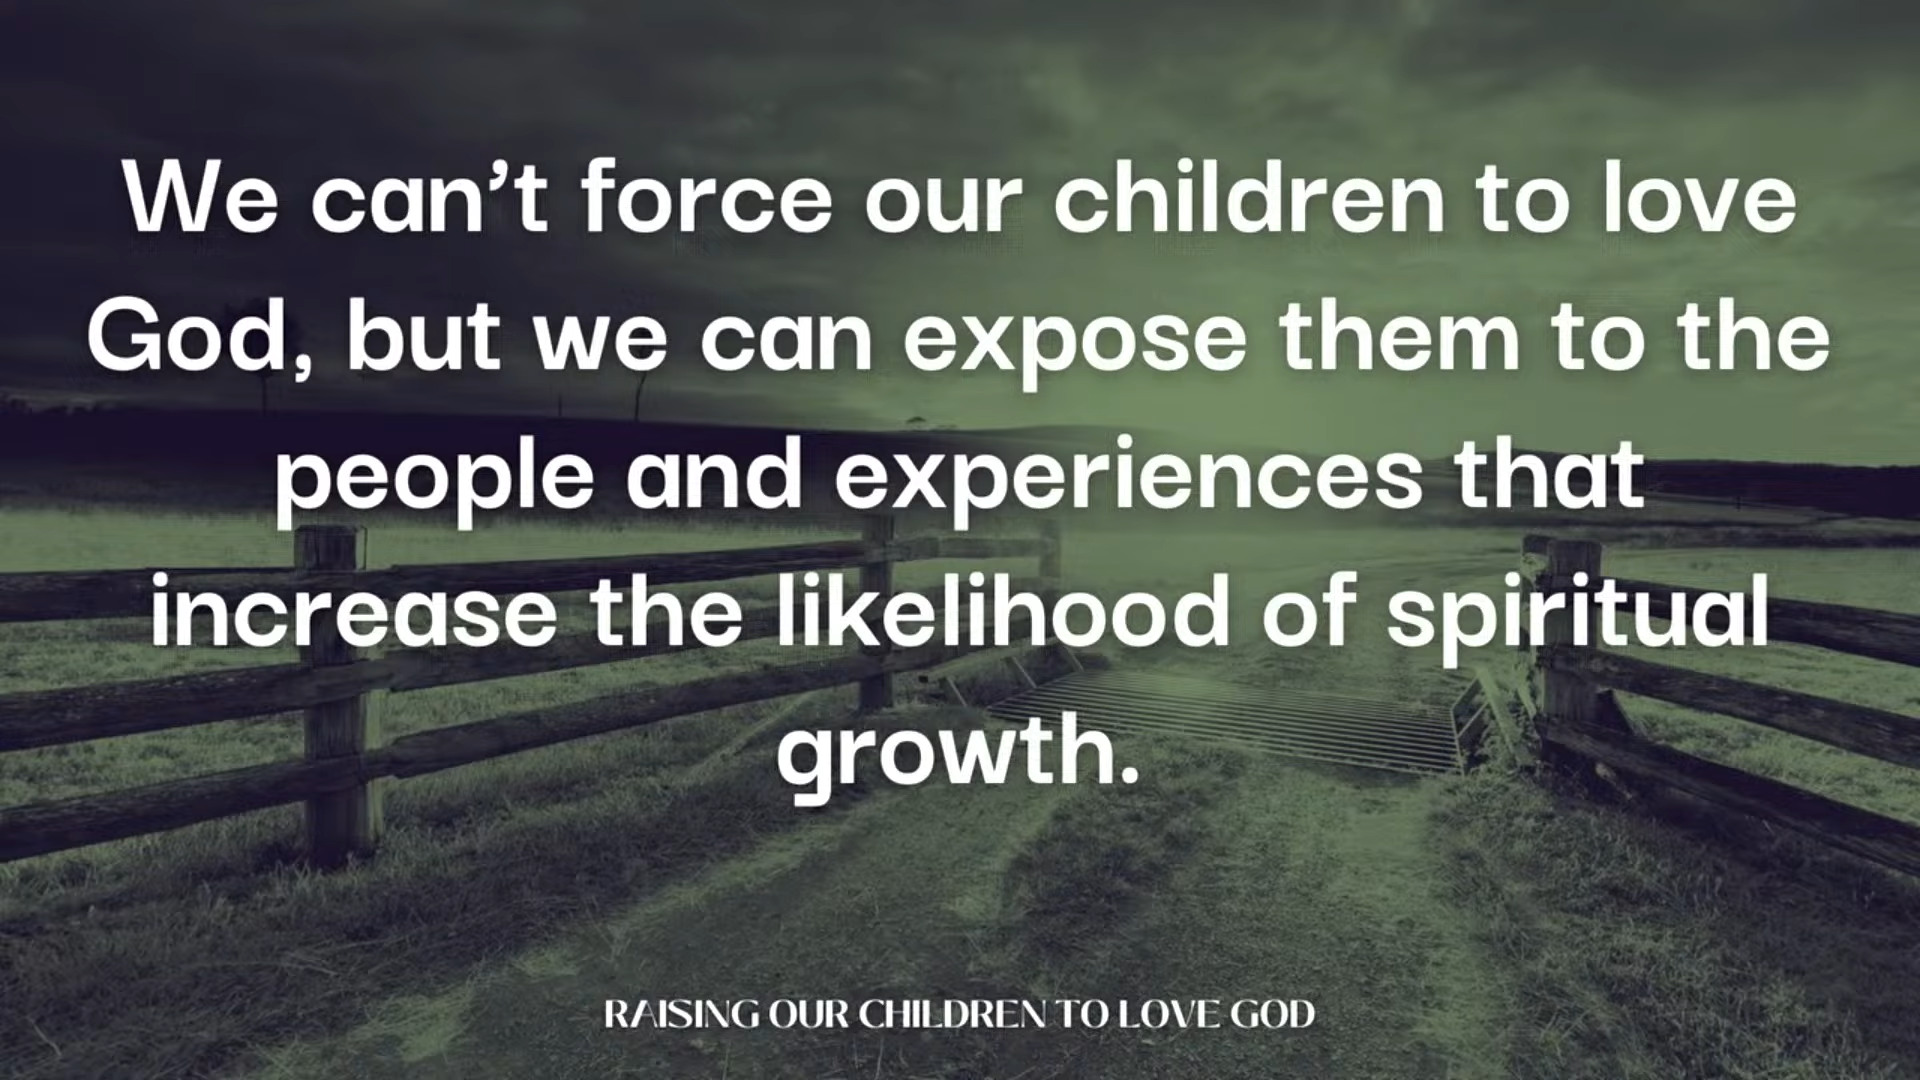 We can’t force our children to love
God, but we can expose them to the
people and experiences that
increase the likelihood of spiritual
growth.
RAISING OUR CHILDREN TO LOVE GOD